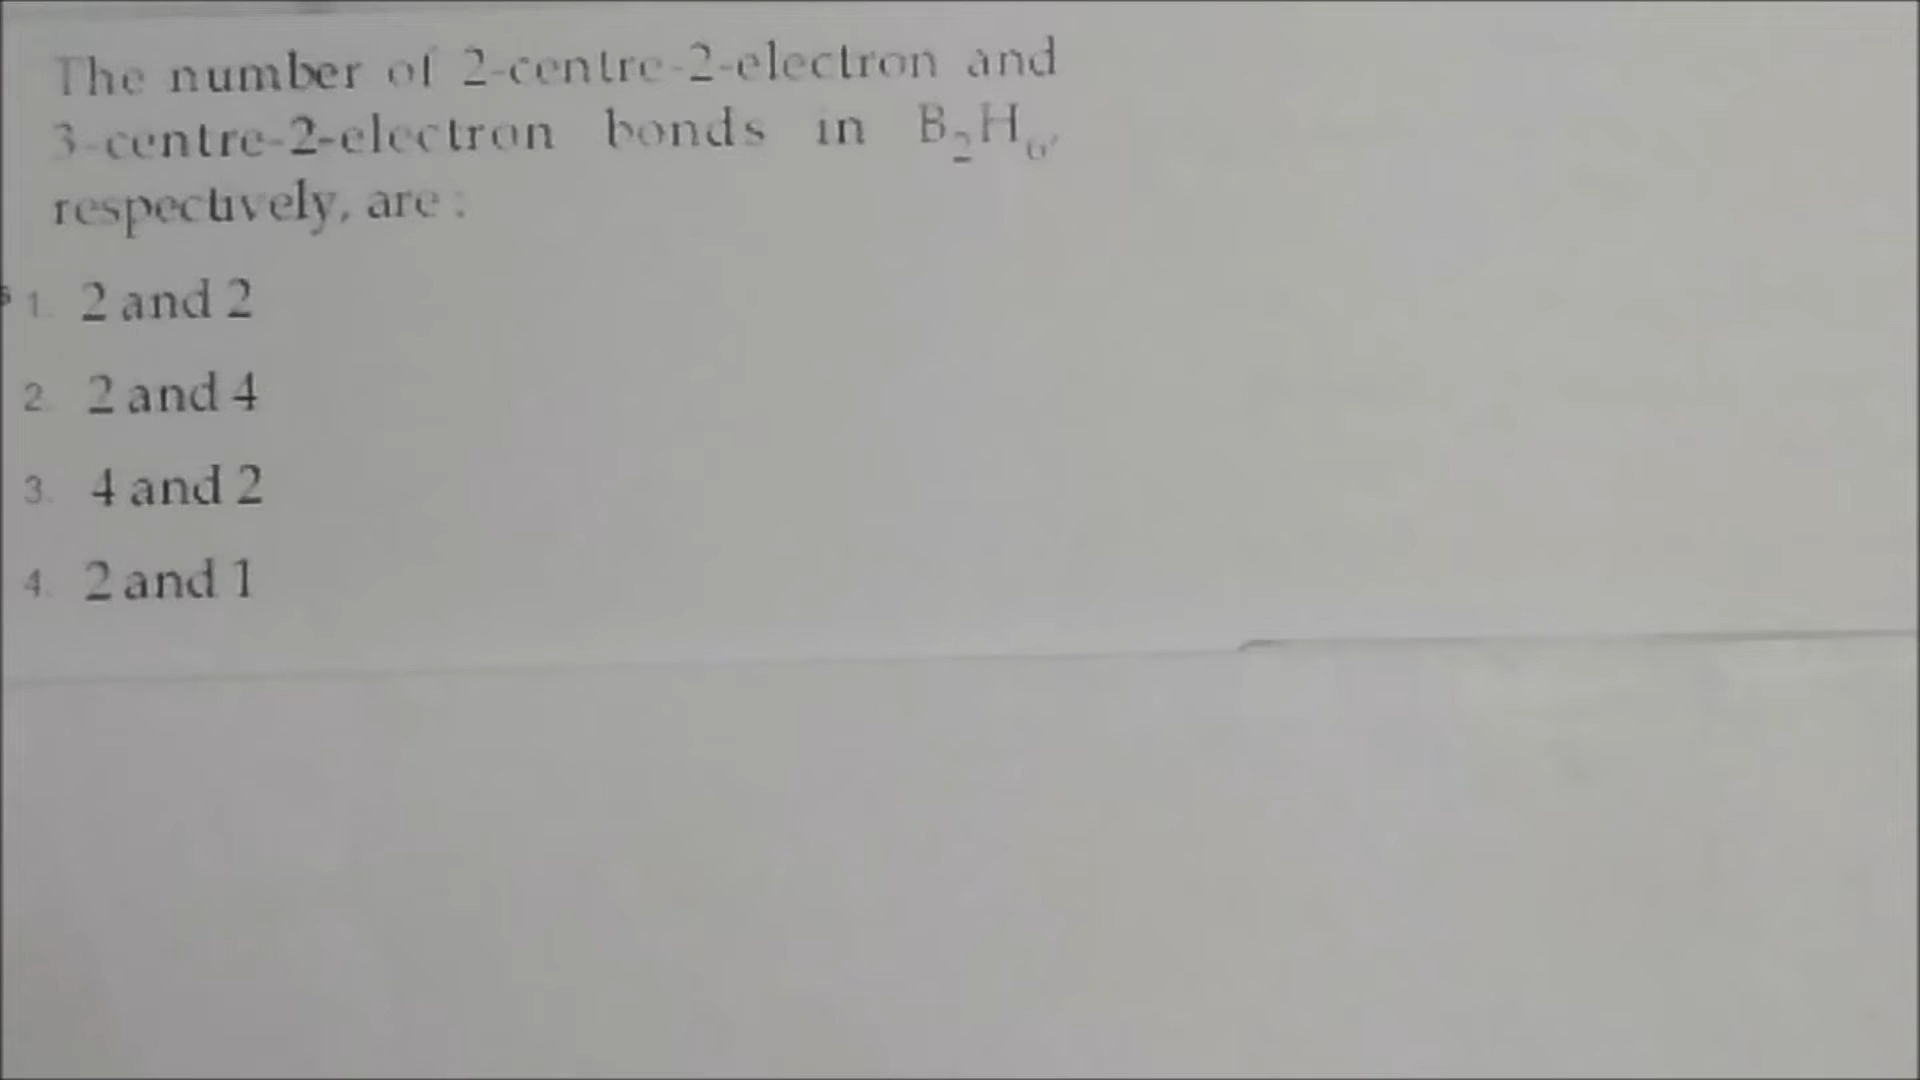 The number of 2-centre-2-electron and
3-centre-2-electron bonds in B₂H₆,
respectively, are :
1. 2 and 2
2. 2 and 4
3. 4 and 2
4. 2 and 1